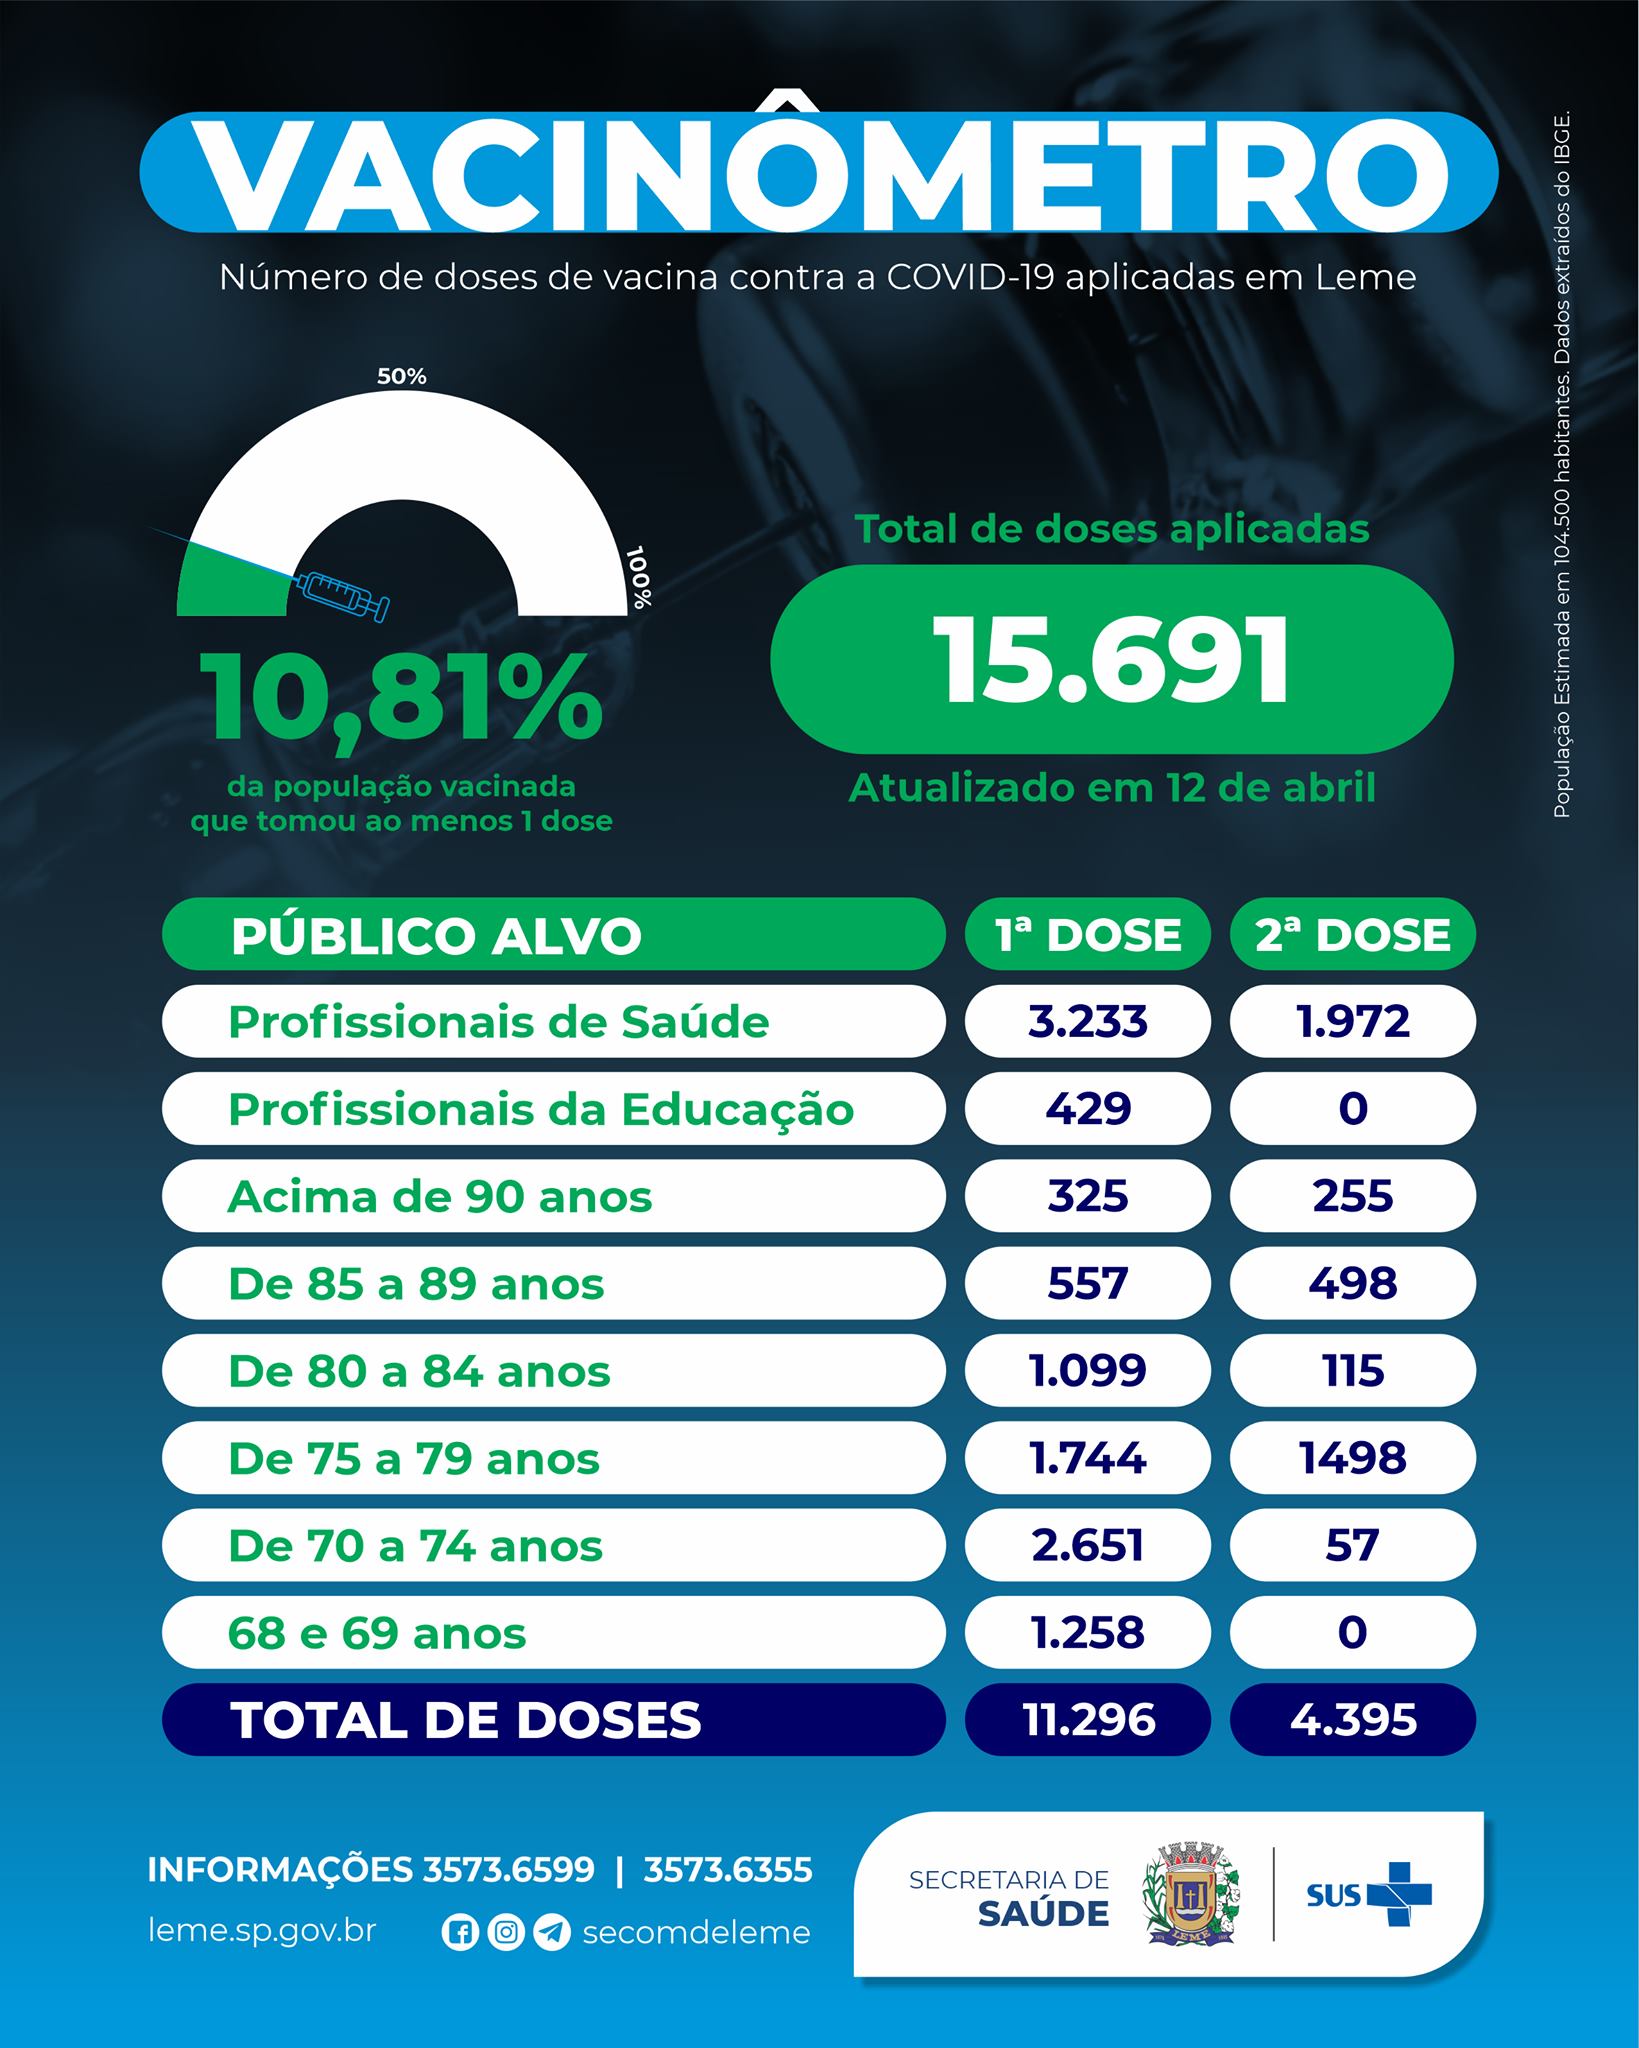 VACINÔMETRO
Número de doses de vacina contra a COVID-19 aplicadas em Leme
População Estimada em 104.500 habitantes. Dados extraídos do IBGE.
50%
100%
10,81%
da população vacinada
que tomou ao menos 1 dose
Total de doses aplicadas
15.691
Atualizado em 12 de abril
PÚBLICO ALVO 1ª DOSE 2ª DOSE
Profissionais de Saúde 3.233 1.972
Profissionais da Educação 429 0
Acima de 90 anos 325 255
De 85 a 89 anos 557 498
De 80 a 84 anos 1.099 115
De 75 a 79 anos 1.744 1498
De 70 a 74 anos 2.651 57
68 e 69 anos 1.258 0
TOTAL DE DOSES 11.296 4.395
INFORMAÇÕES 3573.6599 | 3573.6355
leme.sp.gov.br secomdeleme
SECRETARIA DE
SAÚDE
LEME
SUS